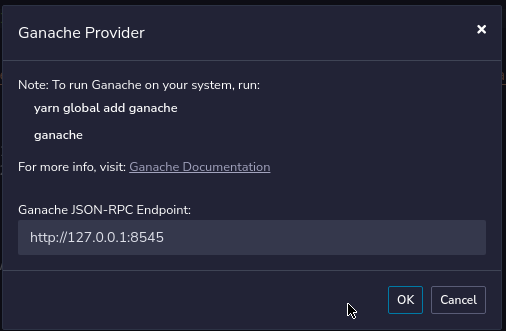 Ganache Provider
Note: To run Ganache on your system, run:
yarn global add ganache
ganache
For more info, visit: Ganache Documentation
Ganache JSON-RPC Endpoint:
http://127.0.0.1:8545
OK Cancel